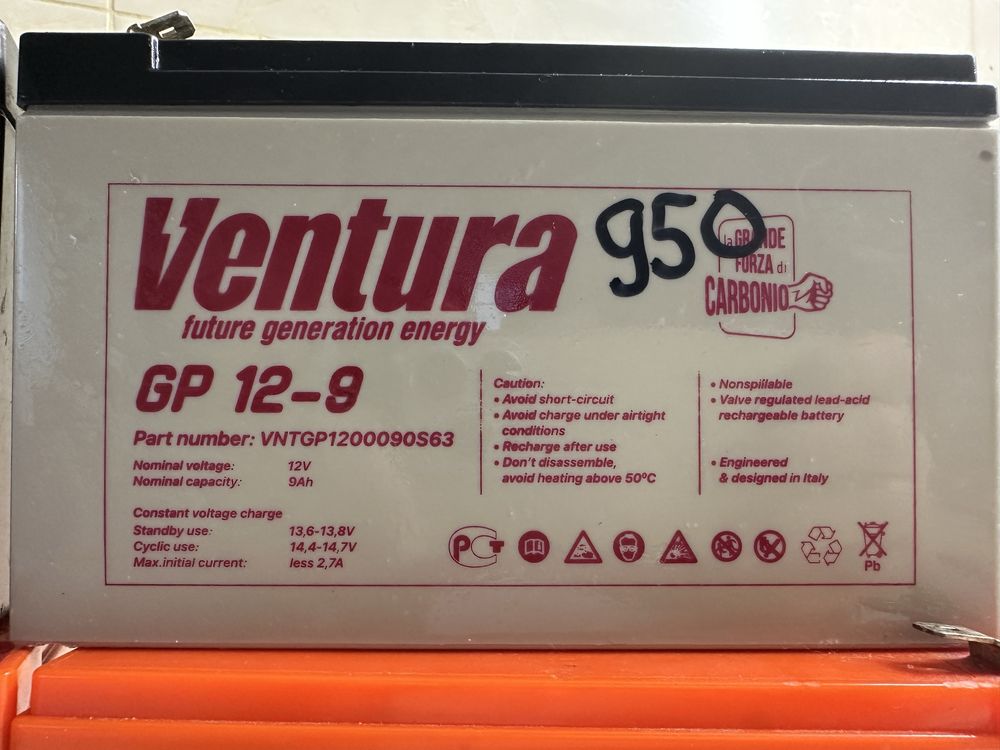 Ventura
future generation energy
950
la GRANDE
FORZA di
CARBONIO
GP 12-9
Part number: VNTGP1200090S63
Nominal voltage: 12V
Nominal capacity: 9Ah
Constant voltage charge
Standby use: 13,6-13,8V
Cyclic use: 14,4-14,7V
Max.initial current: less 2,7A
Caution:
• Avoid short-circuit
• Avoid charge under airtight
conditions
• Recharge after use
• Don't disassemble,
avoid heating above 50ºC
• Nonspillable
• Valve regulated lead-acid
rechargeable battery
• Engineered
& designed in Italy
РСТ
Pb